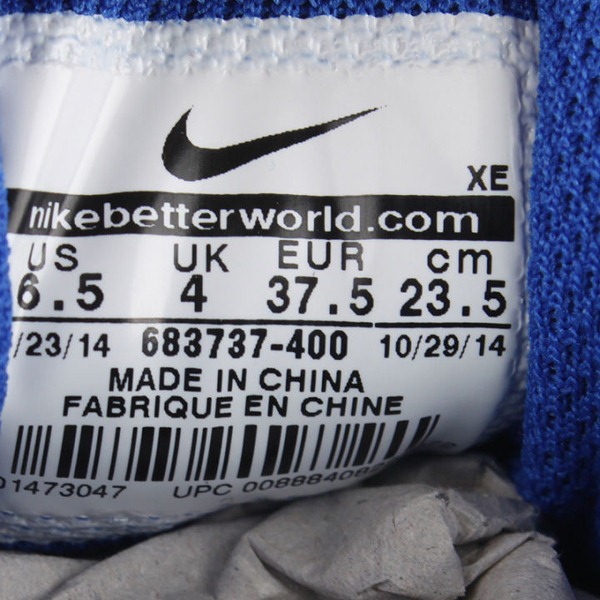 XE
nikebetterworld.com
US UK EUR cm
6.5 4 37.5 23.5
/23/14 683737-400 10/29/14
MADE IN CHINA
FABRIQUE EN CHINE
1473047 UPC 00888408